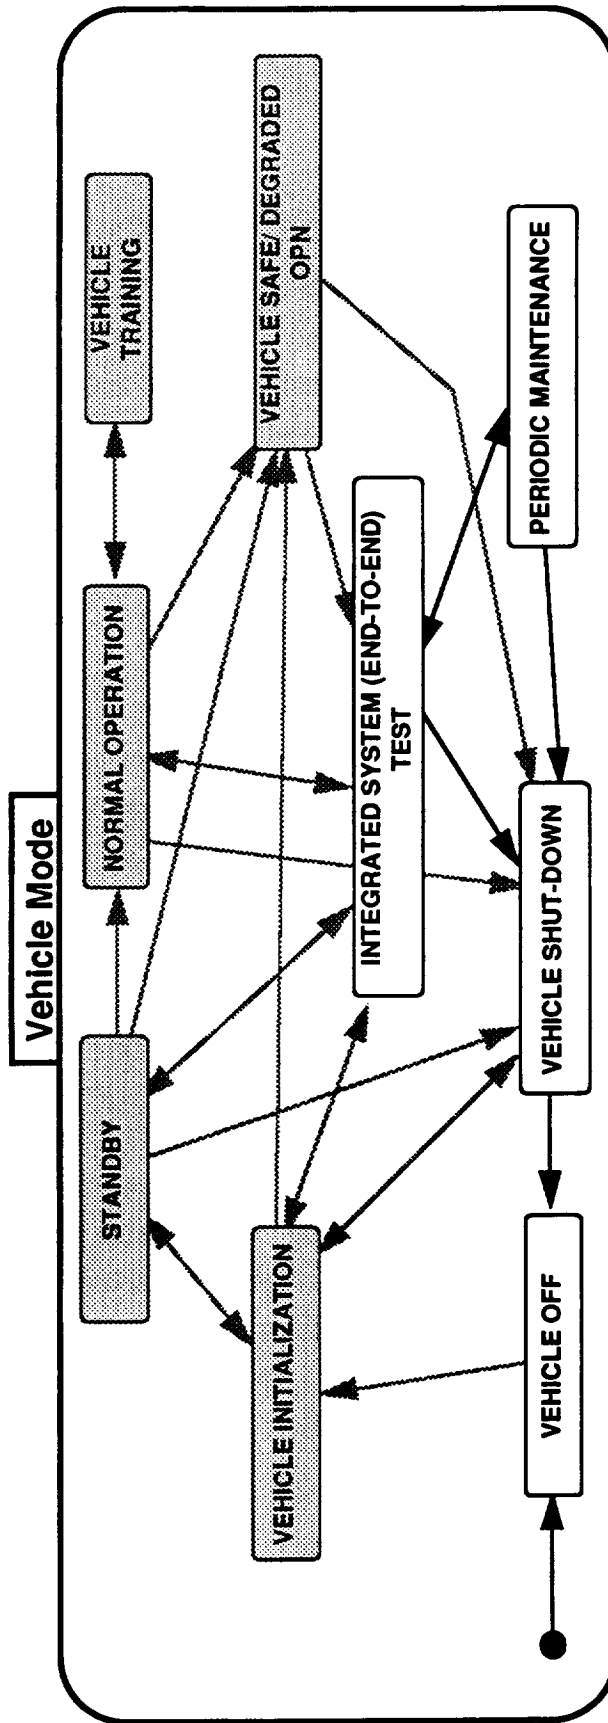 Vehicle Mode
STANDBY
NORMAL OPERATION
VEHICLE
TRAINING
VEHICLE INITIALIZATION
VEHICLE SAFE/ DEGRADED
OPN
INTEGRATED SYSTEM (END-TO-END)
TEST
VEHICLE OFF
VEHICLE SHUT-DOWN
PERIODIC MAINTENANCE